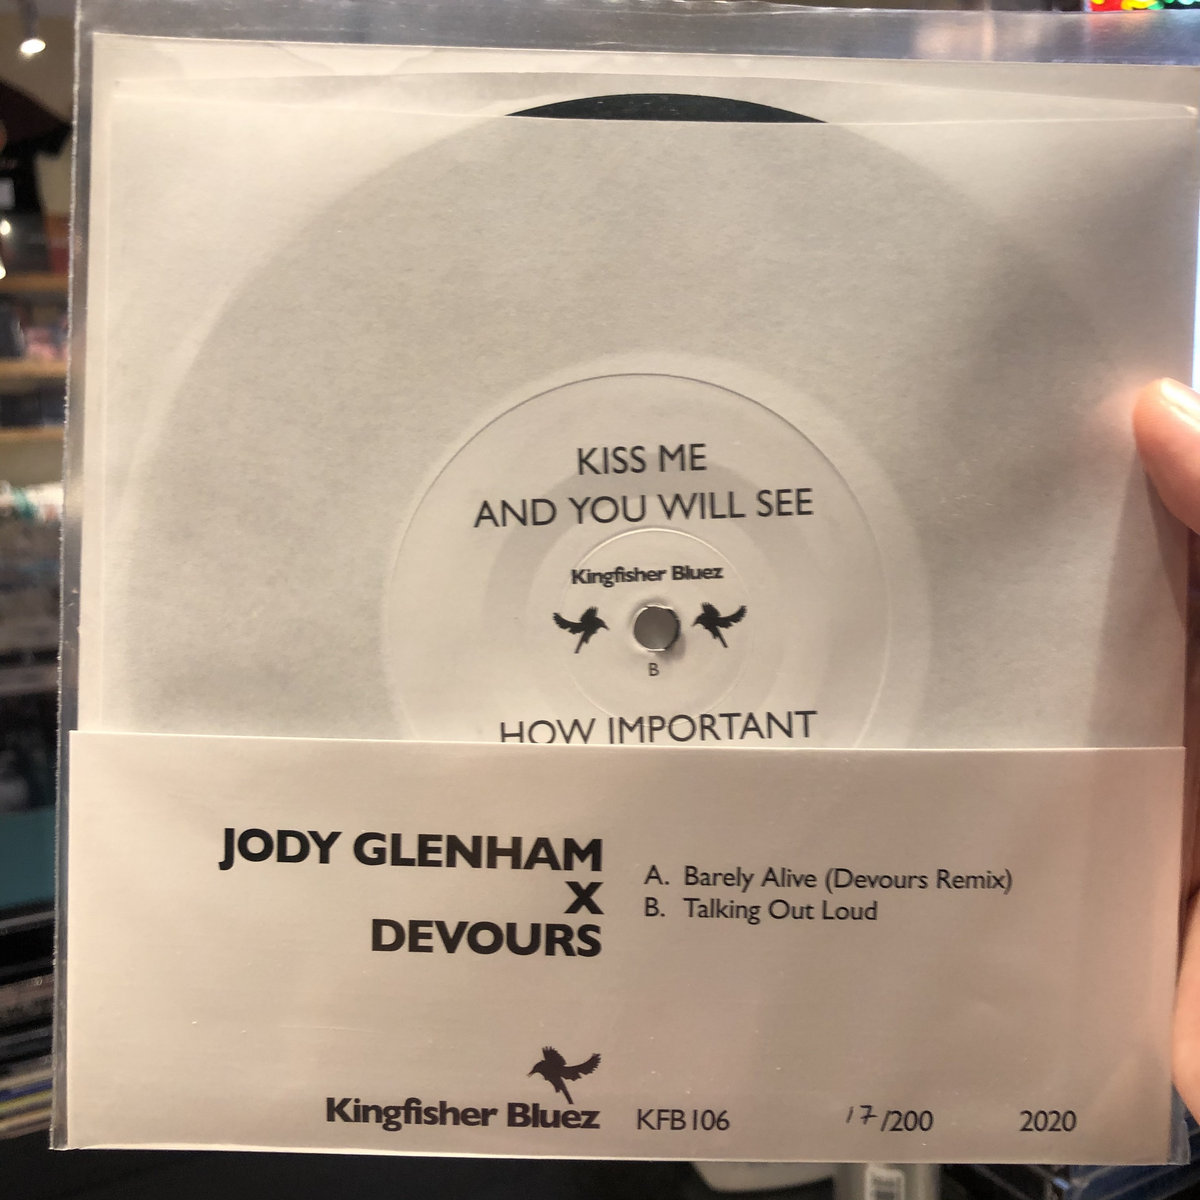 KISS ME
AND YOU WILL SEE
Kingfisher Bluez
B
HOW IMPORTANT
JODY GLENHAM
X
DEVOURS
A. Barely Alive (Devours Remix)
B. Talking Out Loud
Kingfisher Bluez
KFB106
17/200
2020